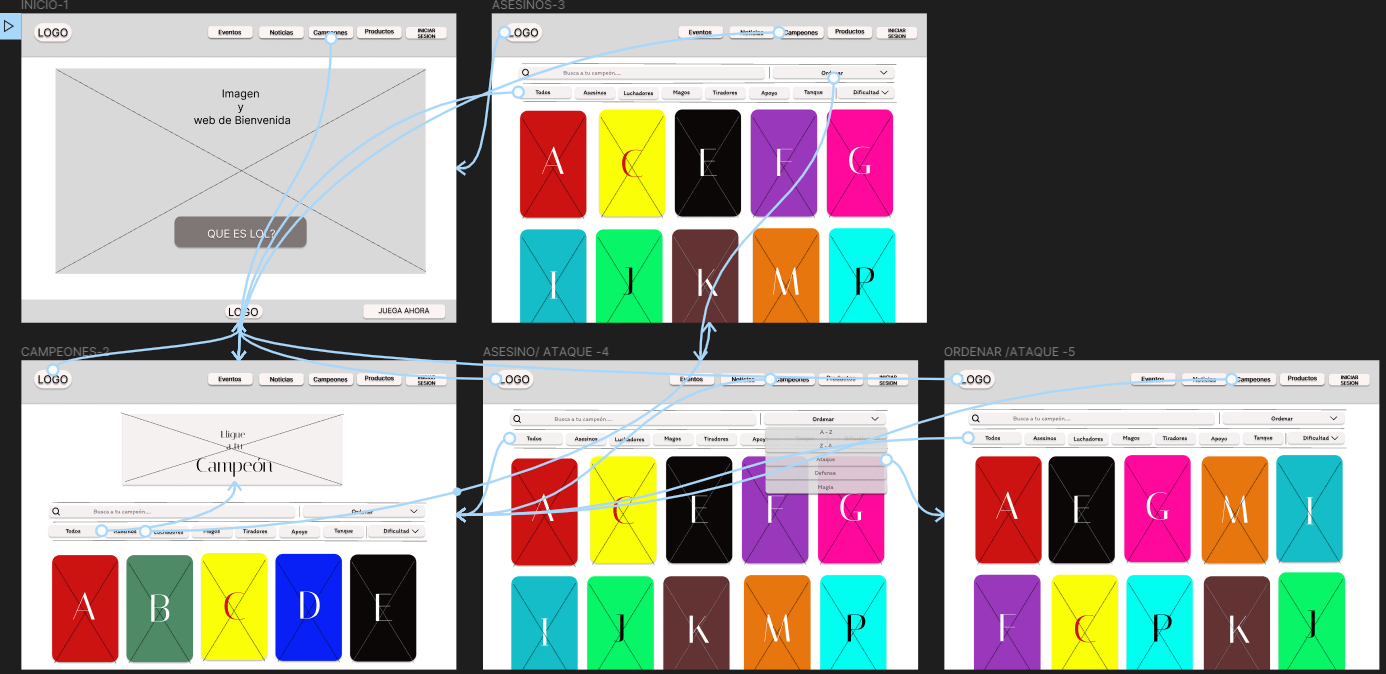 INICIO-1
LOGO
Eventos
Noticias
Campeones
Productos
INICIAR
SESION
Imagen
y
web de Bienvenida
QUE ES LOL?
LOGO
JUEGA AHORA
ASESINOS-3
LOGO
Eventos
Noticias
Campeones
Productos
INICIAR
SESION
Busca a tu campeón....
Ordenar
Todos
Asesinos
Luchadores
Magos
Tiradores
Apoyo
Tanque
Dificultad
A
C
E
F
G
I
J
K
M
P
CAMPEONES-2
LOGO
Eventos
Noticias
Campeones
Productos
INICIAR
SESION
Elique
a tu
Campeón
Busca a tu campeón....
Ordenar
Todos
Asesinos
Luchadores
Magos
Tiradores
Apoyo
Tanque
Dificultad
A
B
C
D
E
ASESINO/ ATAQUE -4
LOGO
Eventos
Noticias
Campeones
Productos
INICIAR
SESION
Busca a tu campeón....
Ordenar
A - Z
Z - A
Ataque
Defensa
Magia
Todos
Asesinos
Luchadores
Magos
Tiradores
Apoyo
A
C
E
F
G
I
J
K
M
P
ORDENAR /ATAQUE -5
LOGO
Eventos
Noticias
Campeones
Productos
INICIAR
SESION
Busca a tu campeón....
Ordenar
Todos
Asesinos
Luchadores
Magos
Tiradores
Apoyo
Tanque
Dificultad
A
E
G
M
I
F
C
P
K
J